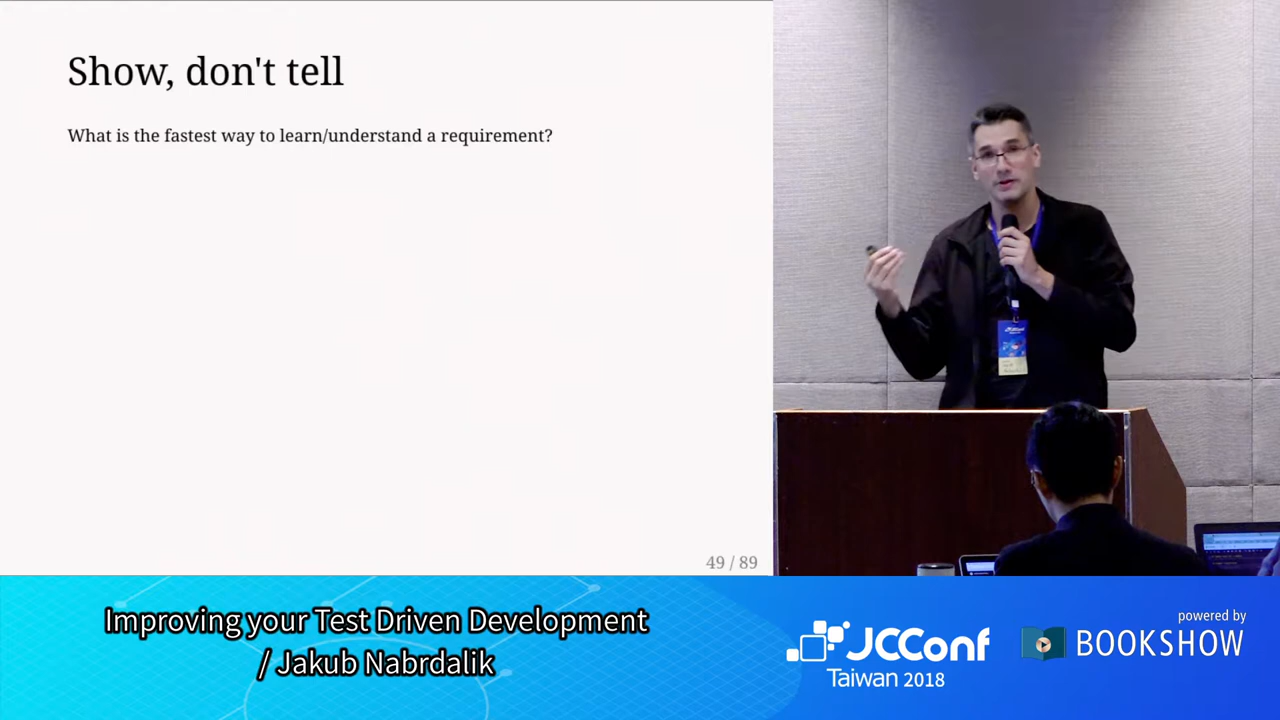 Show, don't tell
What is the fastest way to learn/understand a requirement?
49 / 89
Improving your Test Driven Development
/ Jakub Nabrdalik
JCConf
Taiwan 2018
powered by
BOOKSHOW